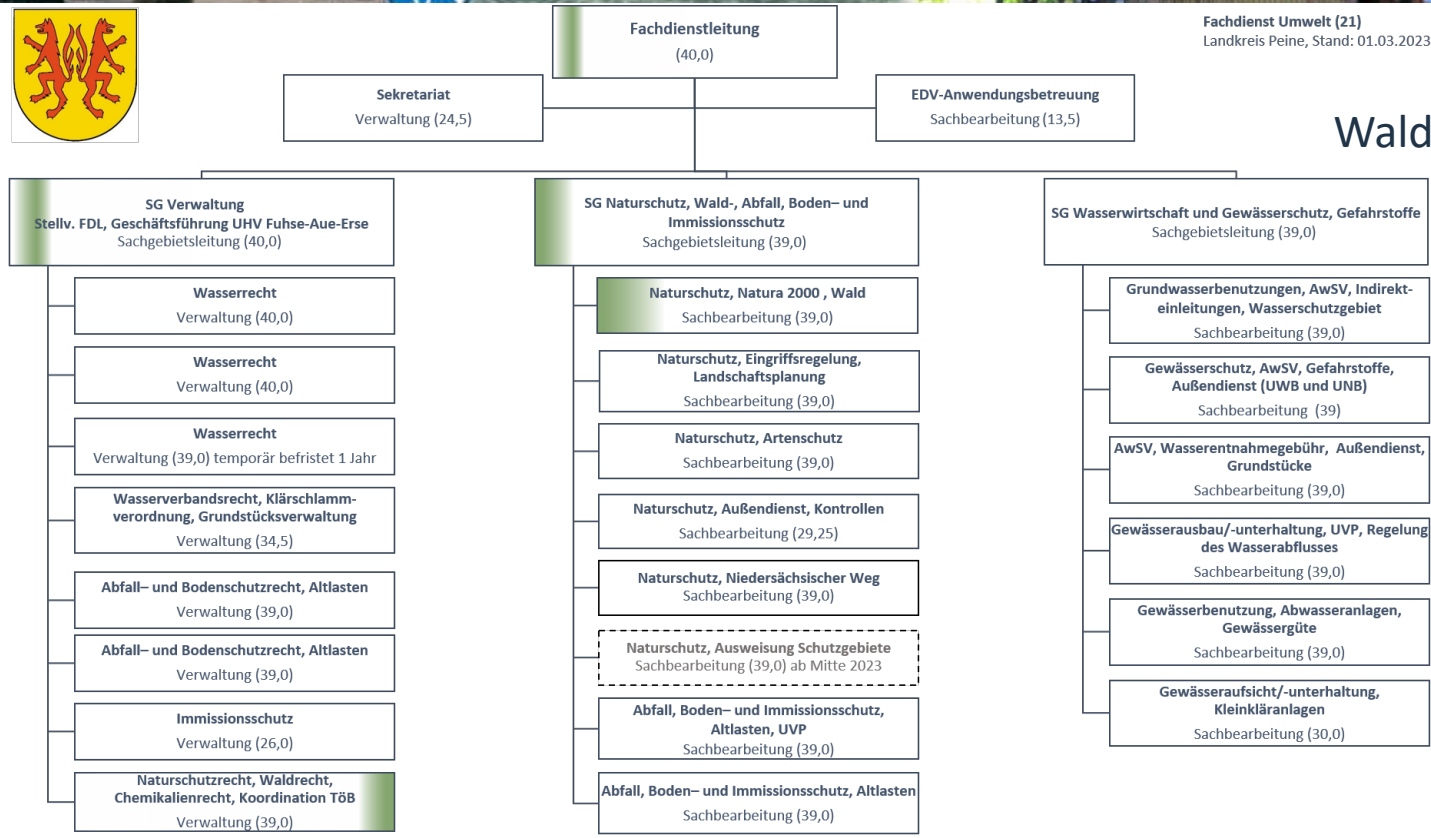 Fachdienstleitung
(40,0)
Fachdienst Umwelt (21)
Landkreis Peine, Stand: 01.03.2023
Sekretariat
Verwaltung (24,5)
EDV-Anwendungsbetreuung
Sachbearbeitung (13,5)
Wald
SG Verwaltung
Stellv. FDL, Geschäftsführung UHV Fuhse-Aue-Erse
Sachgebietsleitung (40,0)
Wasserrecht
Verwaltung (40,0)
Wasserrecht
Verwaltung (40,0)
Wasserrecht
Verwaltung (39,0) temporär befristet 1 Jahr
Wasserverbandsrecht, Klärschlamm-
verordnung, Grundstücksverwaltung
Verwaltung (34,5)
Abfall– und Bodenschutzrecht, Altlasten
Verwaltung (39,0)
Abfall– und Bodenschutzrecht, Altlasten
Verwaltung (39,0)
Immissionsschutz
Verwaltung (26,0)
Naturschutzrecht, Waldrecht,
Chemikalienrecht, Koordination TöB
Verwaltung (39,0)
SG Naturschutz, Wald-, Abfall, Boden– und
Immissionsschutz
Sachgebietsleitung (39,0)
Naturschutz, Natura 2000 , Wald
Sachbearbeitung (39,0)
Naturschutz, Eingriffsregelung,
Landschaftsplanung
Sachbearbeitung (39,0)
Naturschutz, Artenschutz
Sachbearbeitung (39,0)
Naturschutz, Außendienst, Kontrollen
Sachbearbeitung (29,25)
Naturschutz, Niedersächsischer Weg
Sachbearbeitung (39,0)
Naturschutz, Ausweisung Schutzgebiete
Sachbearbeitung (39,0) ab Mitte 2023
Abfall, Boden– und Immissionsschutz,
Altlasten, UVP
Sachbearbeitung (39,0)
Abfall, Boden– und Immissionsschutz, Altlasten
Sachbearbeitung (39,0)
SG Wasserwirtschaft und Gewässerschutz, Gefahrstoffe
Sachgebietsleitung (39,0)
Grundwasserbenutzungen, AwSV, Indirekt-
einleitungen, Wasserschutzgebiet
Sachbearbeitung (39,0)
Gewässerschutz, AwSV, Gefahrstoffe,
Außendienst (UWB und UNB)
Sachbearbeitung (39)
AwSV, Wasserentnahmegebühr, Außendienst,
Grundstücke
Sachbearbeitung (39,0)
Gewässerausbau/-unterhaltung, UVP, Regelung
des Wasserabflusses
Sachbearbeitung (39,0)
Gewässerbenutzung, Abwasseranlagen,
Gewässergüte
Sachbearbeitung (39,0)
Gewässeraufsicht/-unterhaltung,
Kleinkläranlagen
Sachbearbeitung (30,0)